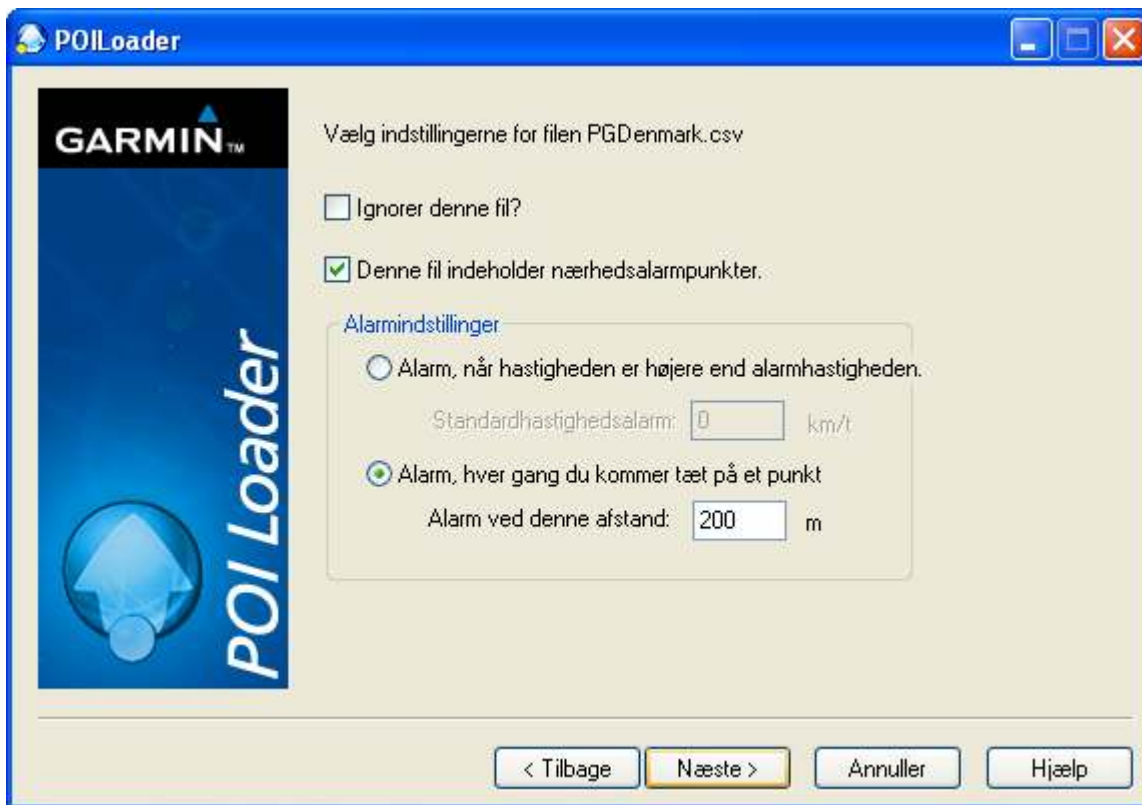 POILoader
GARMIN™
POI Loader
Vælg indstillingerne for filen PGDenmark.csv
Ignorer denne fil?
Denne fil indeholder nærhedsalarmpunkter.
Alarmindstillinger
Alarm, når hastigheden er højere end alarmhastigheden.
Standardhastighedsalarm: 0 km/t
Alarm, hver gang du kommer tæt på et punkt
Alarm ved denne afstand: 200 m
< Tilbage Næste > Annuller Hjælp